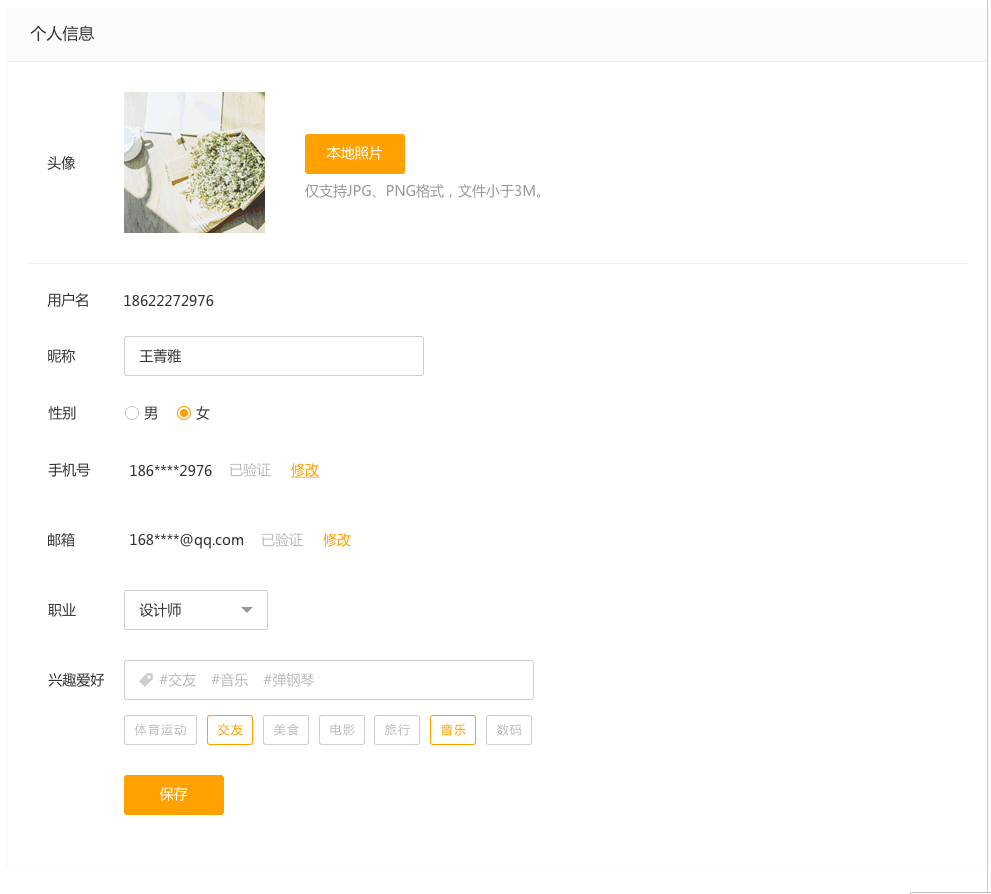 个人信息
头像
本地照片
仅支持JPG、PNG格式，文件小于3M。
用户名 18622272976
昵称 王菁雅
性别 男 女
手机号 186****2976 已验证 修改
邮箱 168****@qq.com 已验证 修改
职业 设计师
兴趣爱好 #交友 #音乐 #弹钢琴
体育运动 交友 美食 电影 旅行 音乐 数码
保存